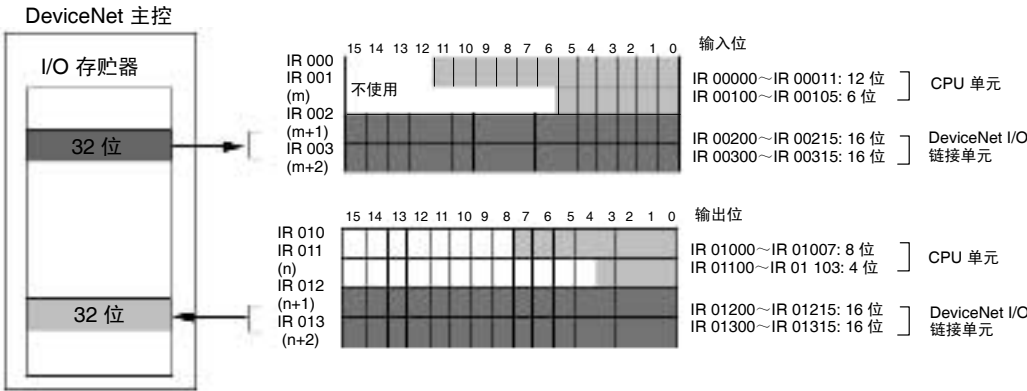 DeviceNet 主控
I/O 存贮器
32 位
32 位
15 14 13 12 11 10 9 8 7 6 5 4 3 2 1 0
输入位
IR 000
IR 001
(m)
IR 002
(m+1)
IR 003
(m+2)
不使用
IR 00000～IR 00011: 12 位
IR 00100～IR 00105: 6 位
CPU 单元
IR 00200～IR 00215: 16 位
IR 00300～IR 00315: 16 位
DeviceNet I/O
链接单元
15 14 13 12 11 10 9 8 7 6 5 4 3 2 1 0
输出位
IR 010
IR 011
(n)
IR 012
(n+1)
IR 013
(n+2)
IR 01000～IR 01007: 8 位
IR 01100～IR 01 103: 4 位
CPU 单元
IR 01200～IR 01215: 16 位
IR 01300～IR 01315: 16 位
DeviceNet I/O
链接单元